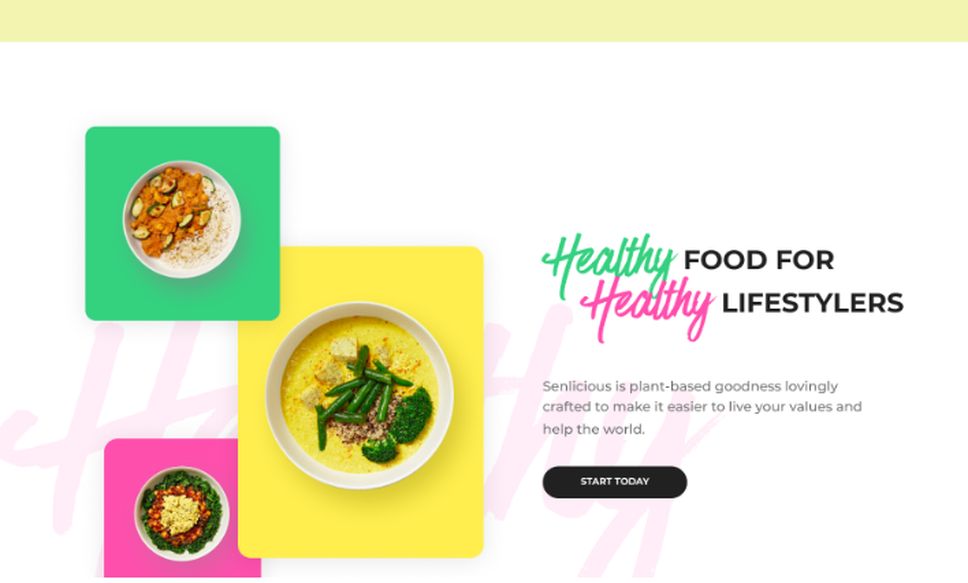 Healthy FOOD FOR
Healthy LIFESTYLERS
Senlicious is plant-based goodness lovingly
crafted to make it easier to live your values and
help the world.
START TODAY
Healthy